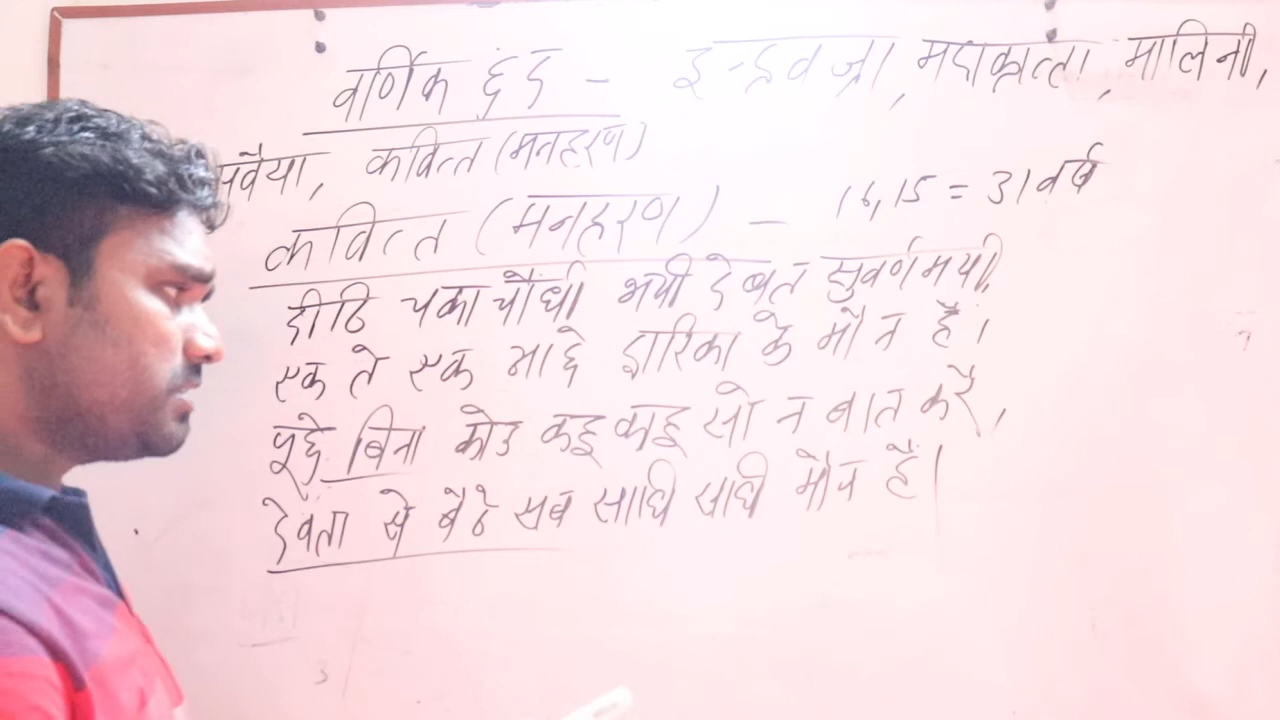 वर्णिक छंद - इन्द्रवज्रा, मंदाक्रान्ता, मालिनी,
सवैया, कवित्त (मनहरण)
कवित्त (मनहरण) - 16,15 = 31 वर्ण
दीठि चकाचौंधी भयी देखत सुवर्णमयी,
एक ते एक आछे द्वारिका के भौन हैं।
पूछे बिना कोउ कहू काहू सो न बात करै,
देवता से बैठे सब साधि साधि मौन हैं।